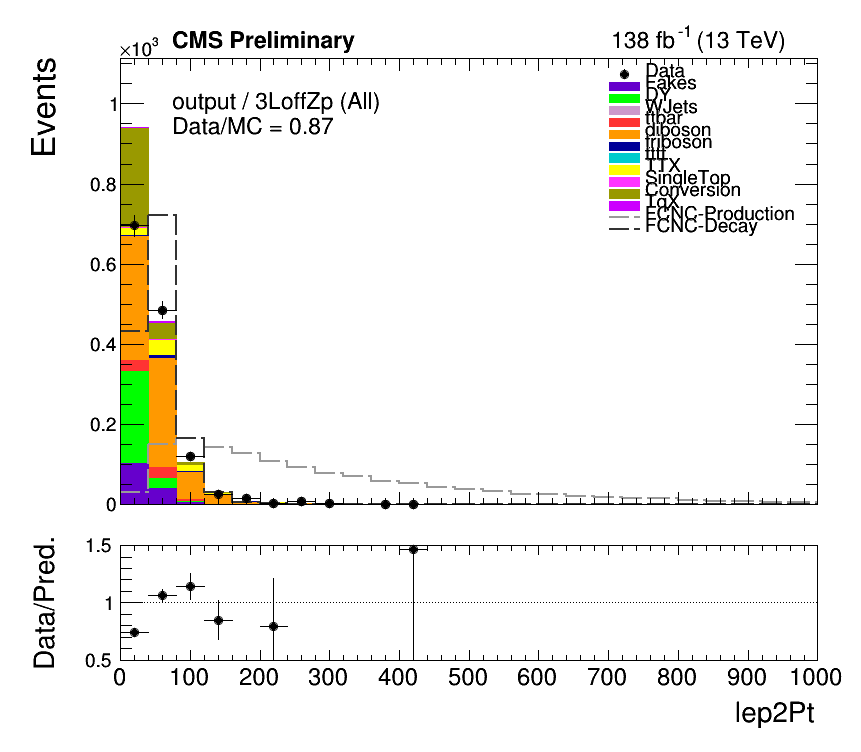 ×10³ CMS Preliminary 138 fb⁻¹ (13 TeV)
Events
output / 3LoffZp (All)
Data/MC = 0.87
Data
Fakes
DY
WJets
ttbar
diboson
triboson
tttt
TTX
SingleTop
Conversion
TqX
FCNC-Production
FCNC-Decay
1
0.8
0.6
0.4
0.2
0
Data/Pred.
1.5
1
0.5
0 100 200 300 400 500 600 700 800 900 1000
lep2Pt